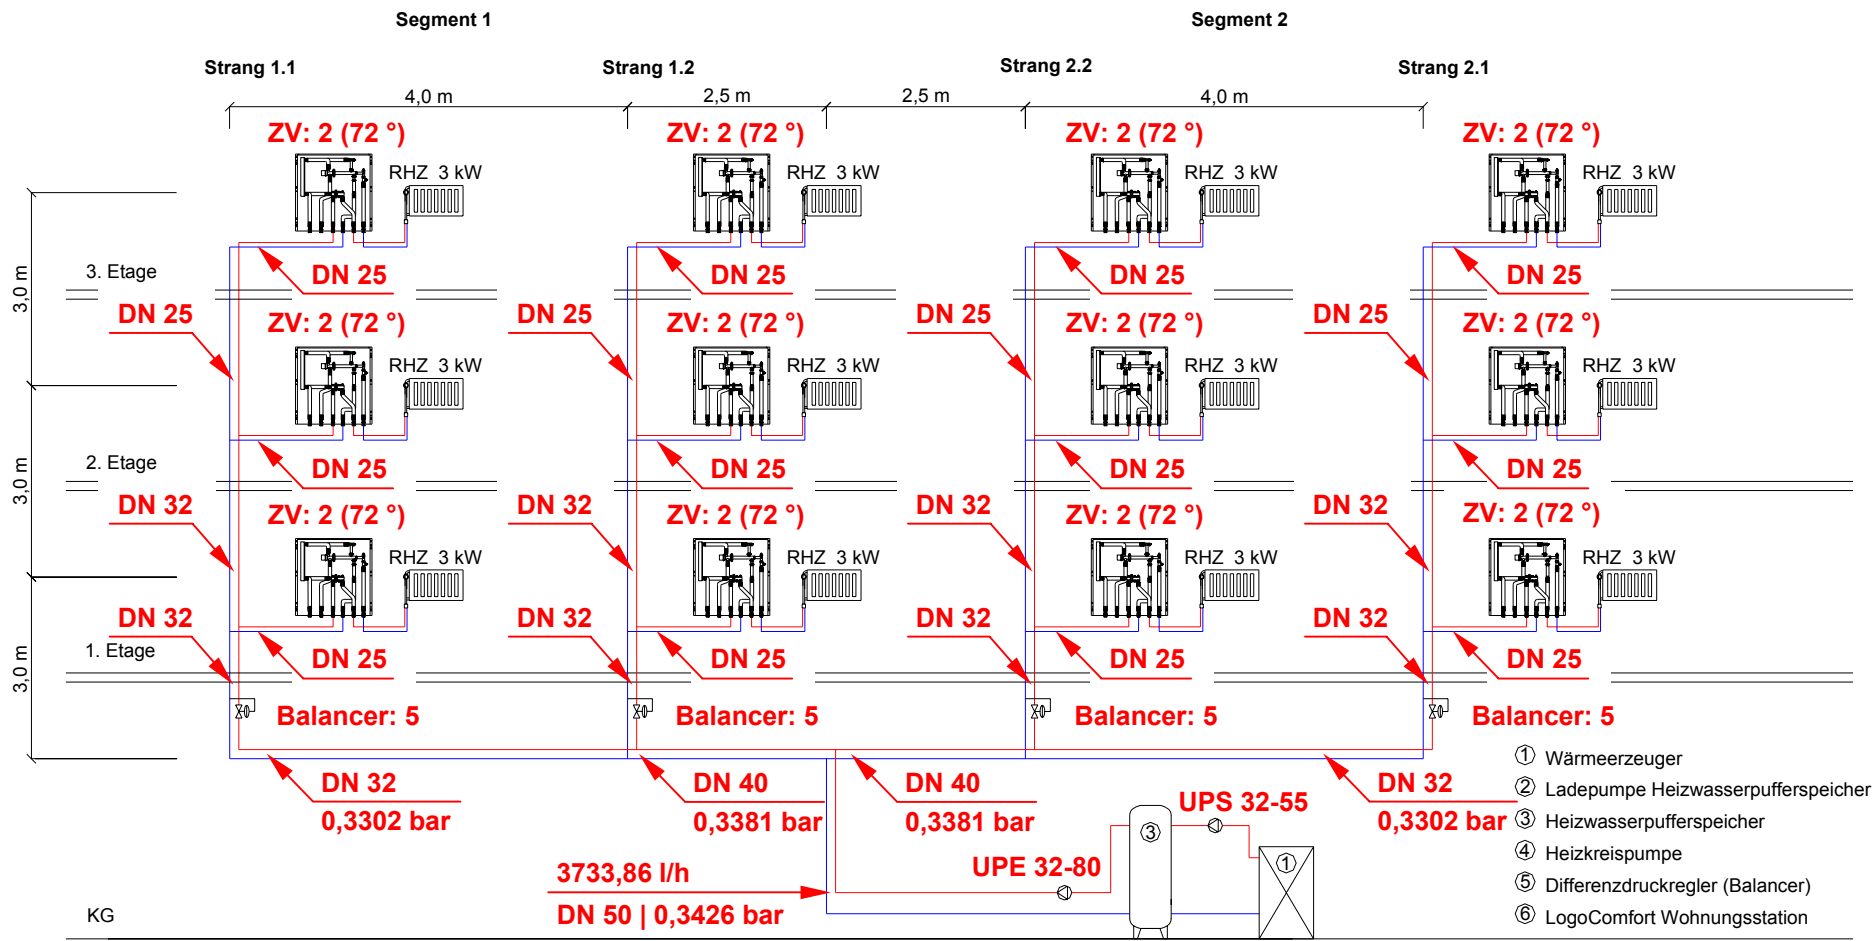 Segment 1
Segment 2
Strang 1.1
Strang 1.2
Strang 2.2
Strang 2.1
4,0 m
2,5 m
2,5 m
4,0 m
ZV: 2 (72 °)
ZV: 2 (72 °)
ZV: 2 (72 °)
ZV: 2 (72 °)
RHZ 3 kW
RHZ 3 kW
RHZ 3 kW
RHZ 3 kW
3,0 m
3. Etage
DN 25
DN 25
DN 25
DN 25
DN 25
DN 25
DN 25
DN 25
ZV: 2 (72 °)
ZV: 2 (72 °)
ZV: 2 (72 °)
ZV: 2 (72 °)
RHZ 3 kW
RHZ 3 kW
RHZ 3 kW
RHZ 3 kW
3,0 m
2. Etage
DN 25
DN 25
DN 25
DN 25
DN 32
DN 32
DN 32
DN 32
ZV: 2 (72 °)
ZV: 2 (72 °)
ZV: 2 (72 °)
ZV: 2 (72 °)
RHZ 3 kW
RHZ 3 kW
RHZ 3 kW
RHZ 3 kW
DN 32
DN 32
DN 32
DN 32
3,0 m
1. Etage
DN 25
DN 25
DN 25
DN 25
Balancer: 5
Balancer: 5
Balancer: 5
Balancer: 5
DN 32
0,3302 bar
DN 40
0,3381 bar
DN 40
0,3381 bar
DN 32
0,3302 bar
UPS 32-55
UPE 32-80
3
1
3733,86 l/h
DN 50 | 0,3426 bar
KG
1 Wärmeerzeuger
2 Ladepumpe Heizwasserpufferspeicher
3 Heizwasserpufferspeicher
4 Heizkreispumpe
5 Differenzdruckregler (Balancer)
6 LogoComfort Wohnungsstation